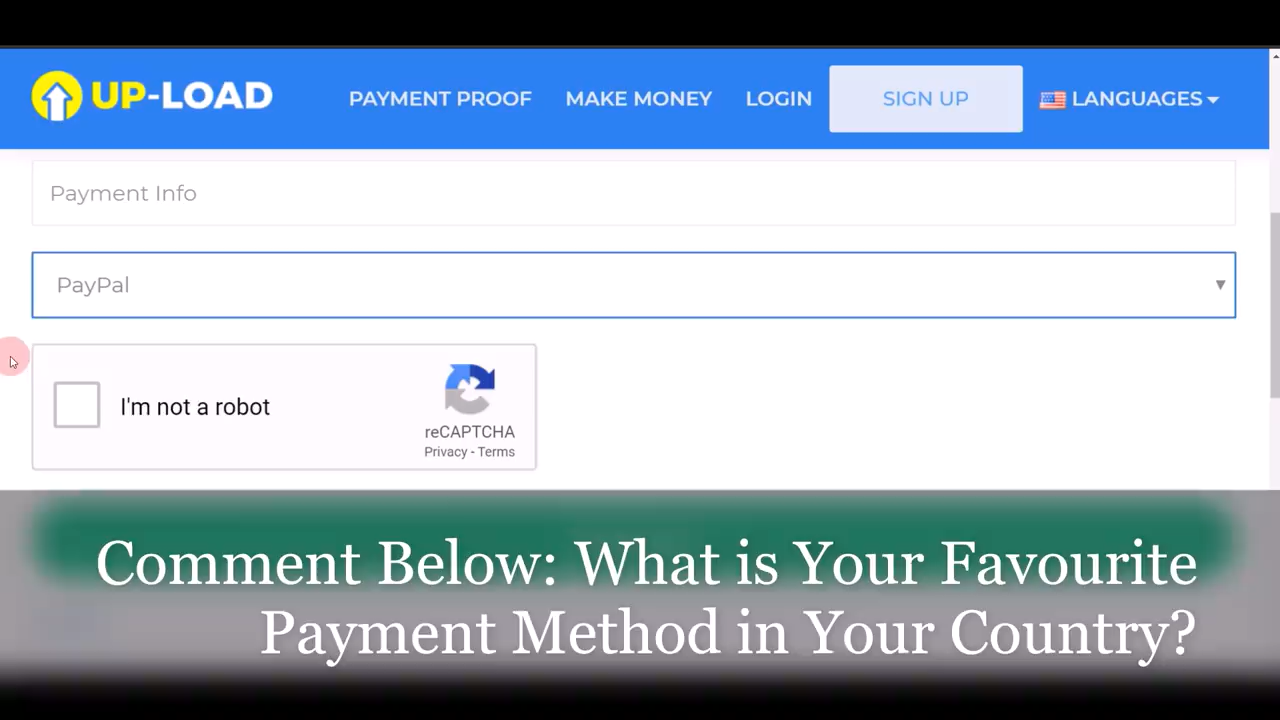 UP-LOAD PAYMENT PROOF MAKE MONEY LOGIN SIGN UP LANGUAGES
Payment Info
PayPal
I'm not a robot
reCAPTCHA
Privacy - Terms
Comment Below: What is Your Favourite
Payment Method in Your Country?